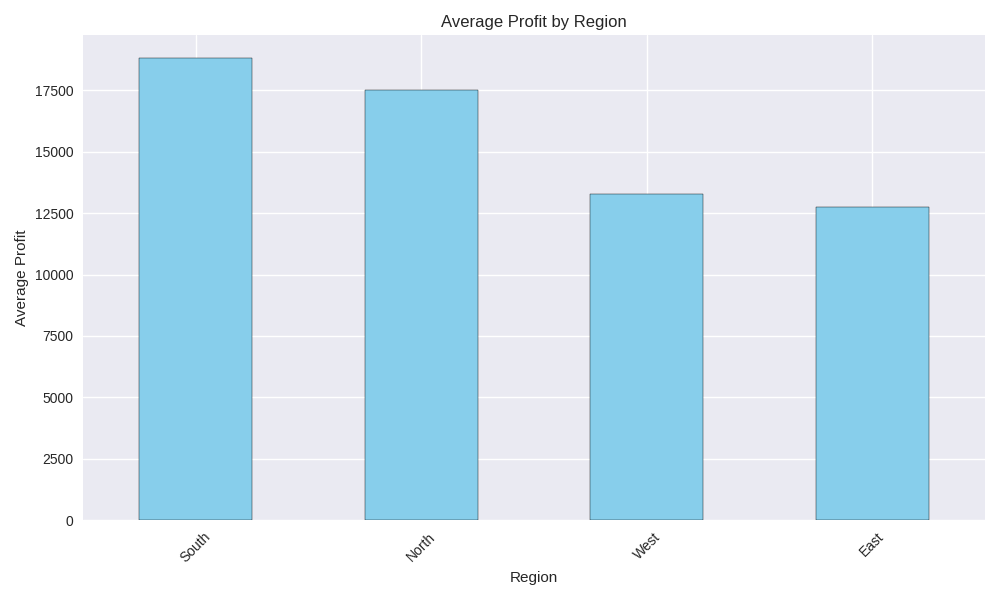 Average Profit by Region
Average Profit
17500
15000
12500
10000
7500
5000
2500
0
South
North
West
East
Region